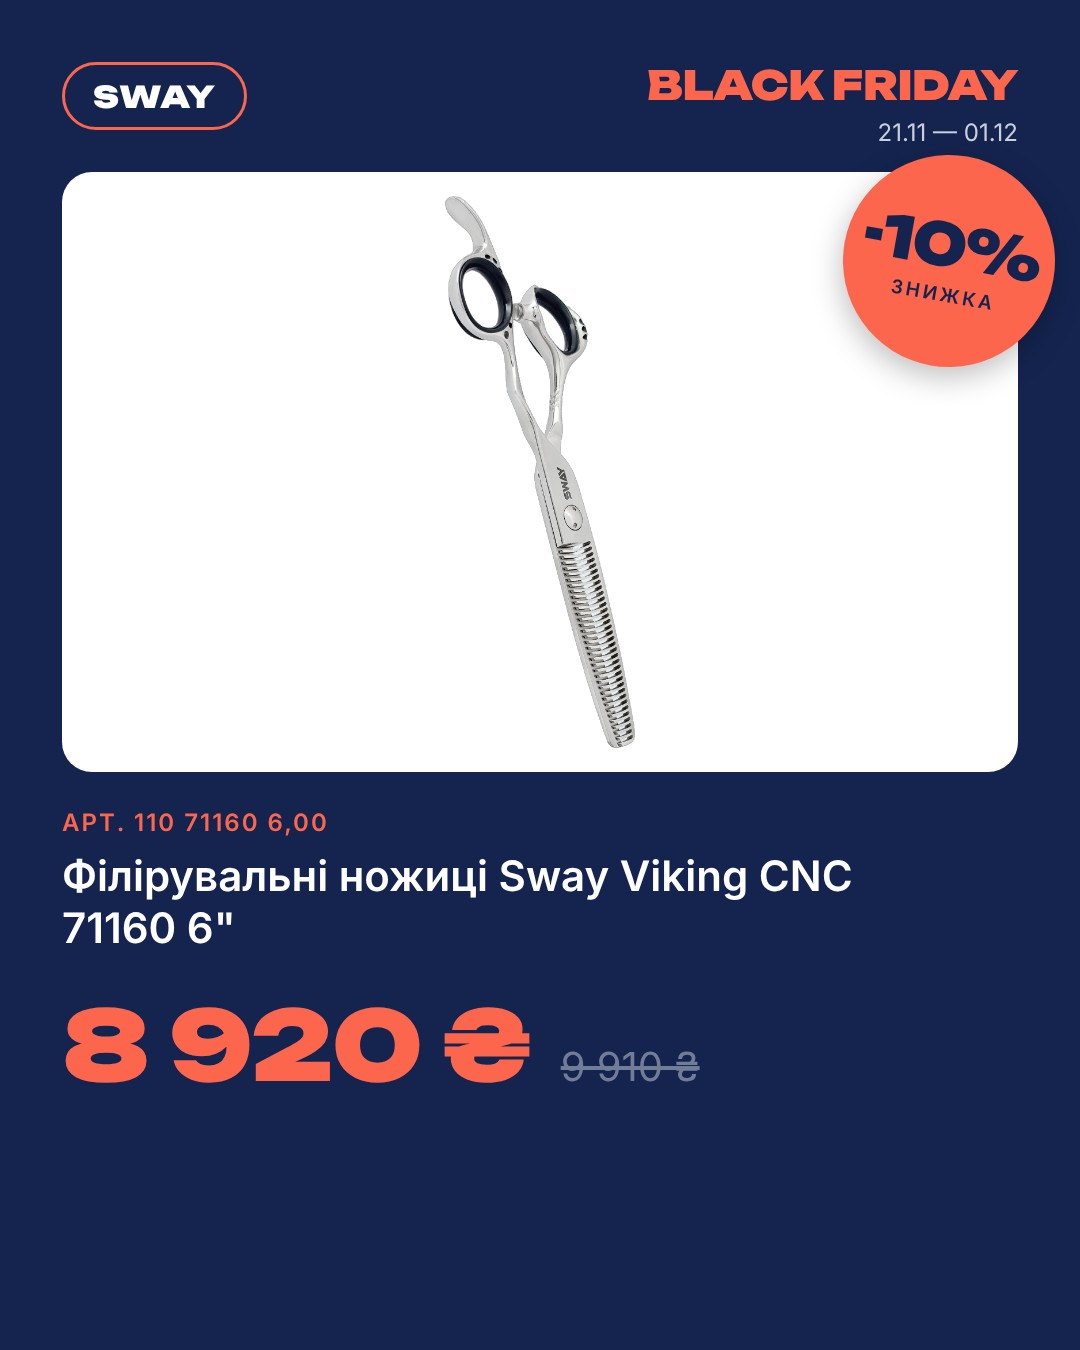 SWAY
BLACK FRIDAY
21.11 — 01.12
-10%
ЗНИЖКА
SWAY
АРТ. 110 71160 6,00
Філірувальні ножиці Sway Viking CNC
71160 6"
8 920 ₴
9 910 ₴